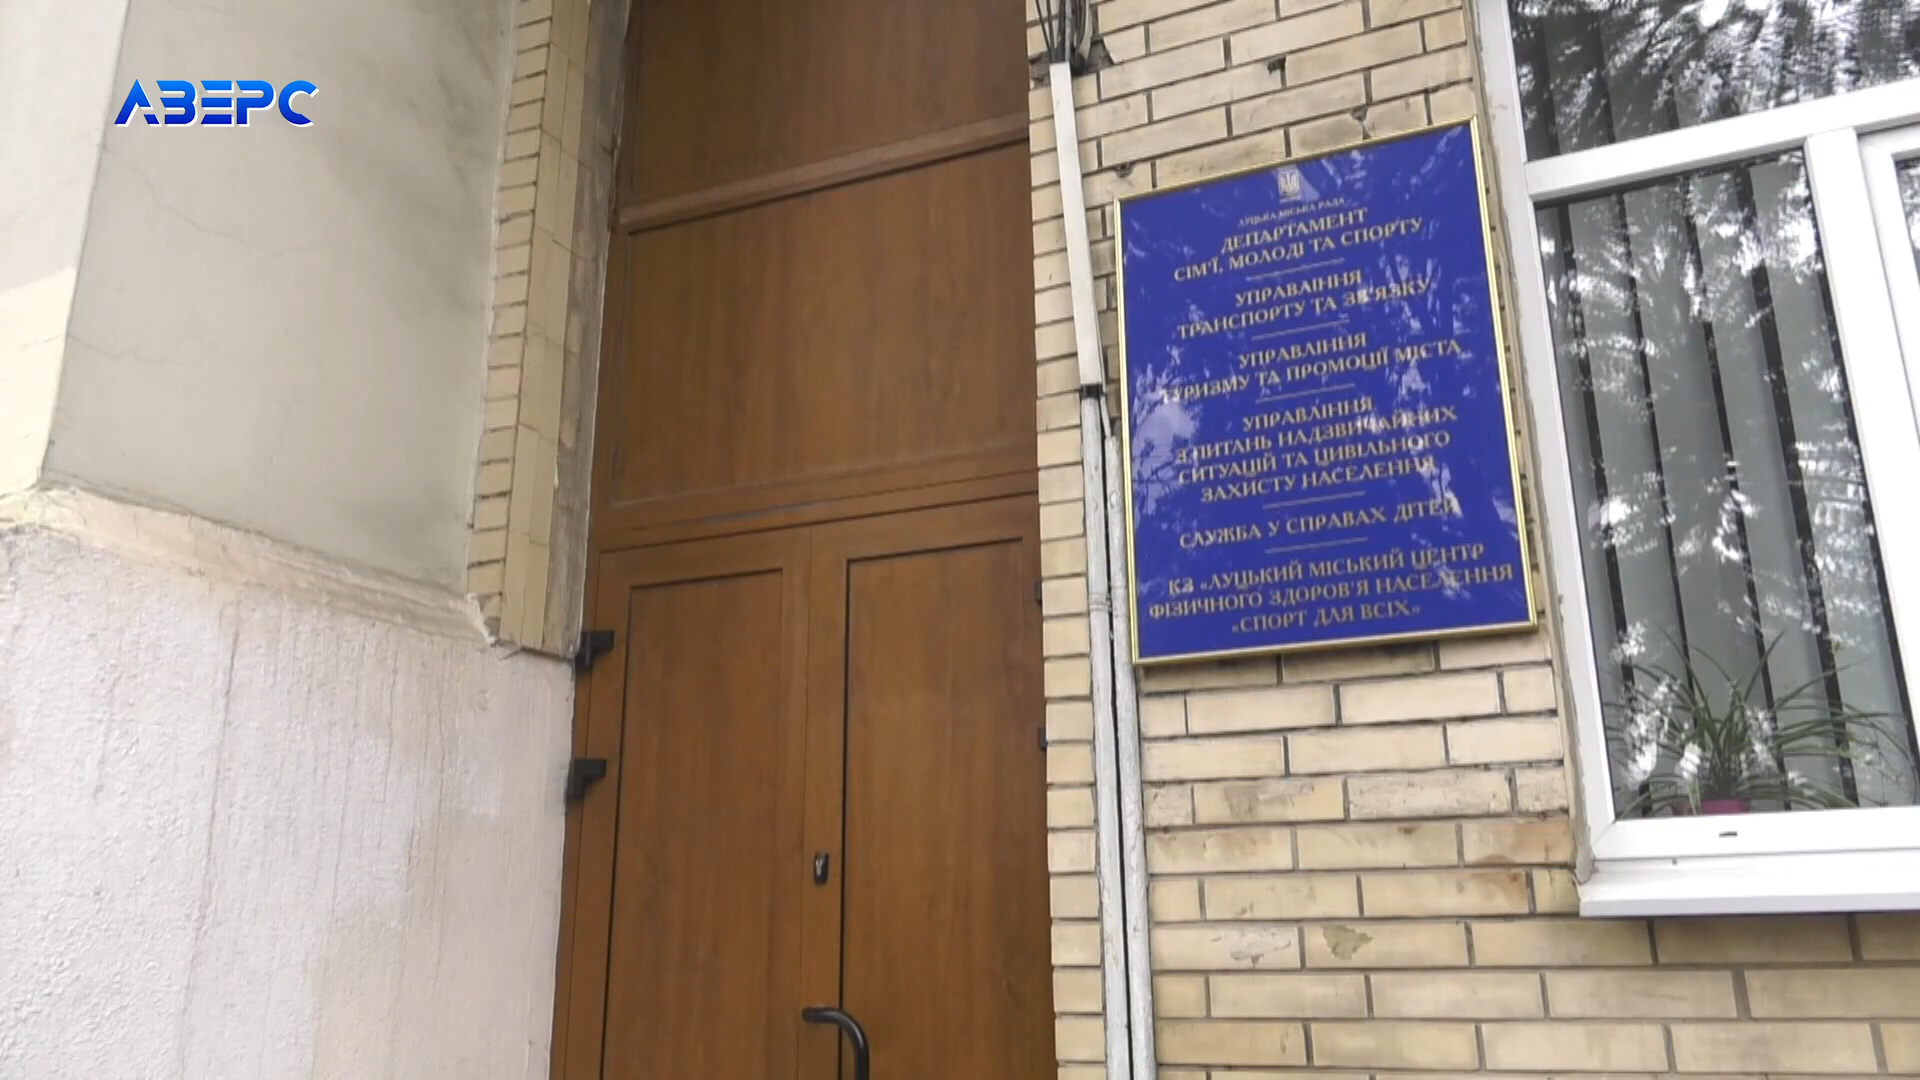 АВЕРС
ЛУЦЬКА МІСЬКА РАДА
ДЕПАРТАМЕНТ
СІМ'Ї, МОЛОДІ ТА СПОРТУ
УПРАВЛІННЯ
ТРАНСПОРТУ ТА ЗВ'ЯЗКУ
УПРАВЛІННЯ
ТУРИЗМУ ТА ПРОМОЦІЇ МІСТА
УПРАВЛІННЯ
З ПИТАНЬ НАДЗВИЧАЙНИХ
СИТУАЦІЙ ТА ЦИВІЛЬНОГО
ЗАХИСТУ НАСЕЛЕННЯ
СЛУЖБА У СПРАВАХ ДІТЕЙ
КЗ «ЛУЦЬКИЙ МІСЬКИЙ ЦЕНТР
ФІЗИЧНОГО ЗДОРОВ'Я НАСЕЛЕННЯ
«СПОРТ ДЛЯ ВСІХ»